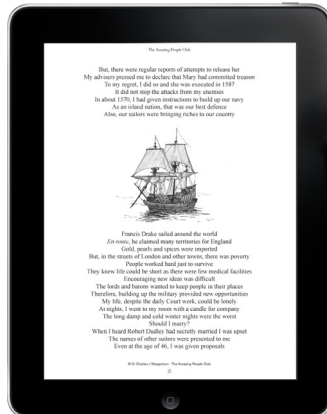 The Amazing People Club
But, there were regular reports of attempts to release her
My advisers pressed me to declare that Mary had committed treason
To my regret, I did so and she was executed in 1587
It did not stop the attacks from my enemies
In about 1570, I had given instructions to build up our navy
As an island nation, that was our best defence
Also, our sailors were bringing riches to our country
Francis Drake sailed around the world
En route, he claimed many territories for England
Gold, pearls and spices were imported
But, in the streets of London and other towns, there was poverty
People worked hard just to survive
They knew life could be short as there were few medical facilities
Encouraging new ideas was difficult
The lords and barons wanted to keep people in their places
Therefore, building up the military provided new opportunities
My life, despite the daily Court work, could be lonely
At nights, I went to my room with a candle for company
The long damp and cold winter nights were the worst
Should I marry?
When I heard Robert Dudley had secretly married I was upset
The names of other suitors were presented to me
Even at the age of 46, I was given proposals
© Dr Charles J Margerison - The Amazing People Club